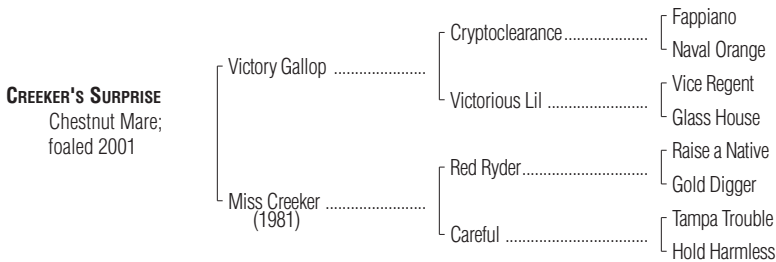 Fappiano
Cryptoclearance....................
Naval Orange
Victory Gallop ......................
Vice Regent
Victorious Lil ........................
Glass House
CREEKER'S SURPRISE
Chestnut Mare;
foaled 2001
Raise a Native
Red Ryder.............................
Gold Digger
Miss Creeker ........................
(1981)
Tampa Trouble
Careful .................................
Hold Harmless